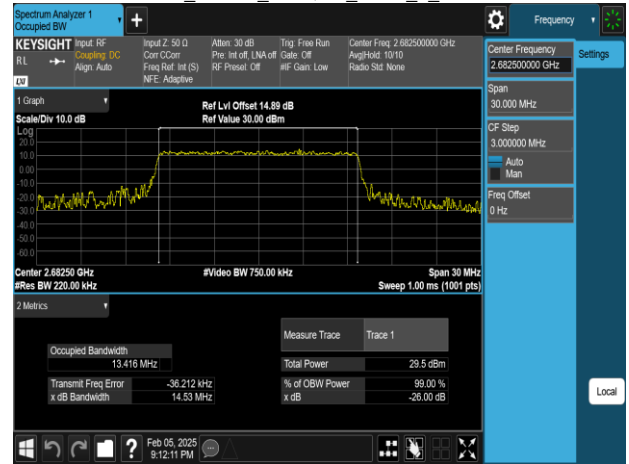 Spectrum Analyzer 1
Occupied BW
Frequency
KEYSIGHT
RL
LXI
Input: RF
Coupling: DC
Align: Auto
Input Z: 50 Ω
Corr CCorr
Freq Ref: Int (S)
NFE: Adaptive
Atten: 30 dB
Pre: Int off, LNA off
RF Presel: Off
Trig: Free Run
Gate: Off
#IF Gain: Low
Center Freq: 2.682500000 GHz
Avg|Hold: 10/10
Radio Std: None
Center Frequency
2.682500000 GHz
Settings
Span
30.000 MHz
CF Step
3.000000 MHz
Auto
Man
Freq Offset
0 Hz
Local
1 Graph
Scale/Div 10.0 dB
Ref Lvl Offset 14.89 dB
Ref Value 30.00 dBm
Log
20.0
10.0
0.00
-10.0
-20.0
-30.0
-40.0
-50.0
-60.0
Center 2.68250 GHz
#Video BW 750.00 kHz
Span 30 MHz
#Res BW 220.00 kHz
Sweep 1.00 ms (1001 pts)
2 Metrics
Measure Trace
Trace 1
Occupied Bandwidth
13.416 MHz
Total Power
29.5 dBm
Transmit Freq Error
-36.212 kHz
% of OBW Power
99.00 %
x dB Bandwidth
14.53 MHz
x dB
-26.00 dB
?
Feb 05, 2025
9:12:11 PM